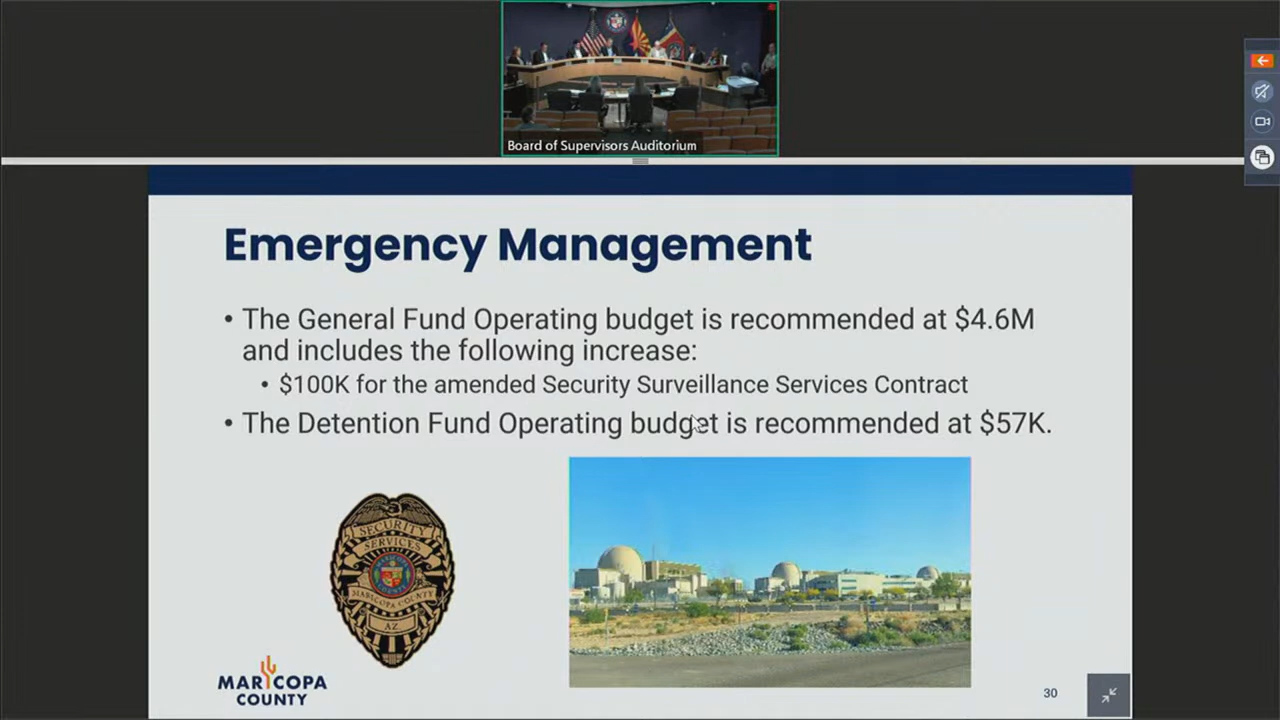 Board of Supervisors Auditorium
Emergency Management
• The General Fund Operating budget is recommended at $4.6M
and includes the following increase:
• $100K for the amended Security Surveillance Services Contract
• The Detention Fund Operating budget is recommended at $57K.
SECURITY
SERVICES
MARICOPA COUNTY
AZ
MARICOPA
COUNTY
30